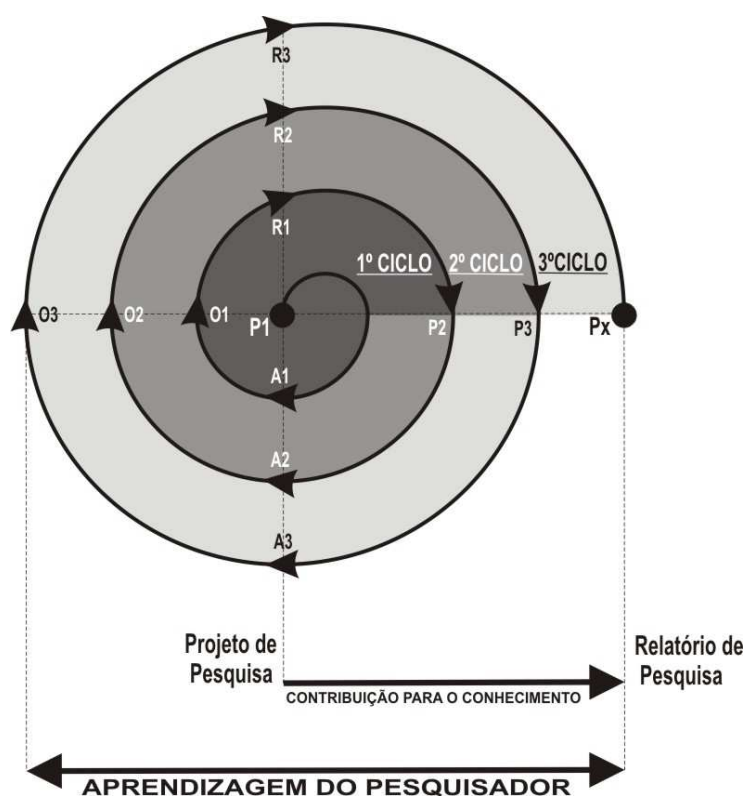 R3
R2
R1
1º CICLO 2º CICLO 3ºCICLO
O3 O2 O1 P1 P2 P3 Px
A1
A2
A3
Projeto de
Pesquisa
Relatório de
Pesquisa
CONTRIBUIÇÃO PARA O CONHECIMENTO
APRENDIZAGEM DO PESQUISADOR